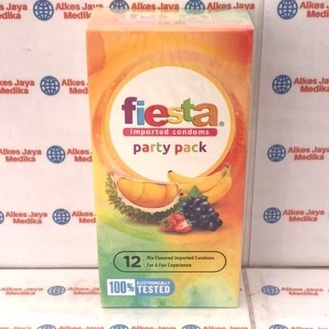 Alkes Jaya
Medika
fiesta®
imported condoms
party pack
12 Mix Flavored Imported Condoms
For A Fun Experience
100% ELECTRONICALLY
TESTED